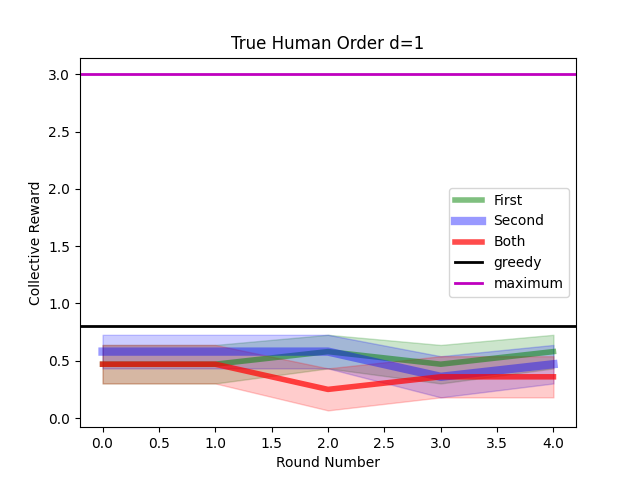 True Human Order d=1
Collective Reward
3.0
2.5
2.0
1.5
1.0
0.5
0.0
First
Second
Both
greedy
maximum
0.0 0.5 1.0 1.5 2.0 2.5 3.0 3.5 4.0
Round Number